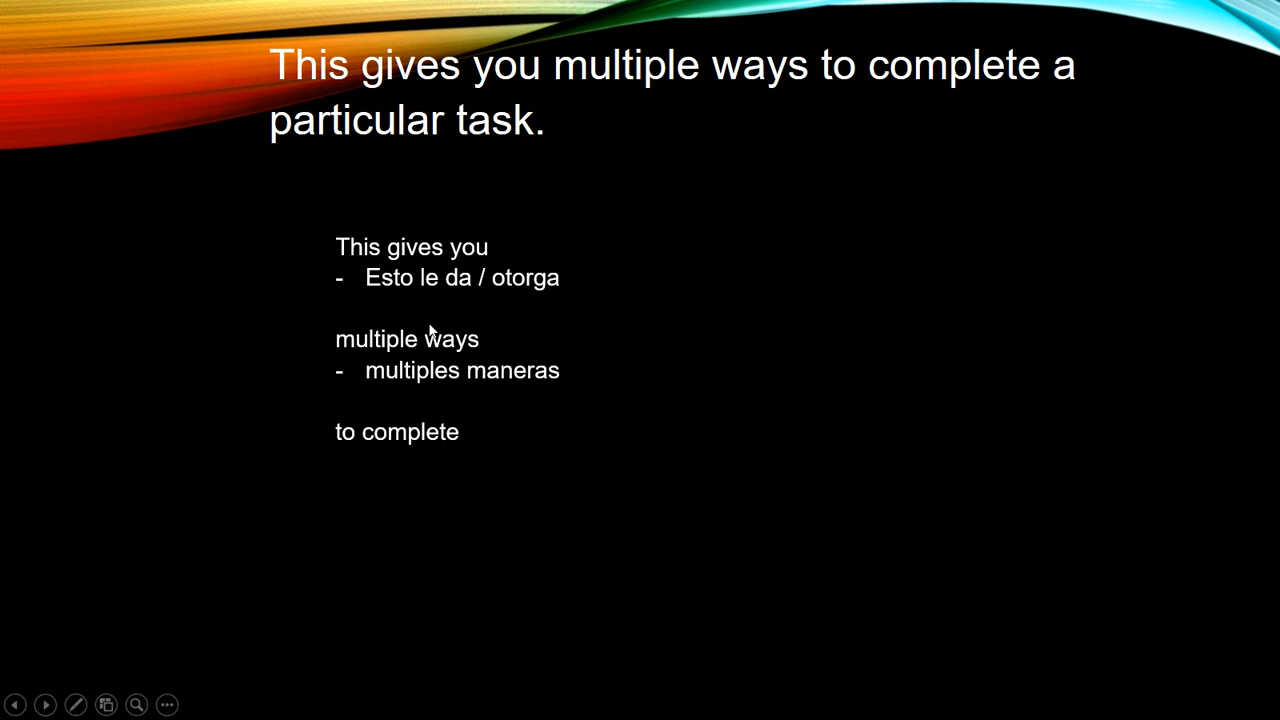 This gives you multiple ways to complete a
particular task.
This gives you
- Esto le da / otorga
multiple ways
- multiples maneras
to complete